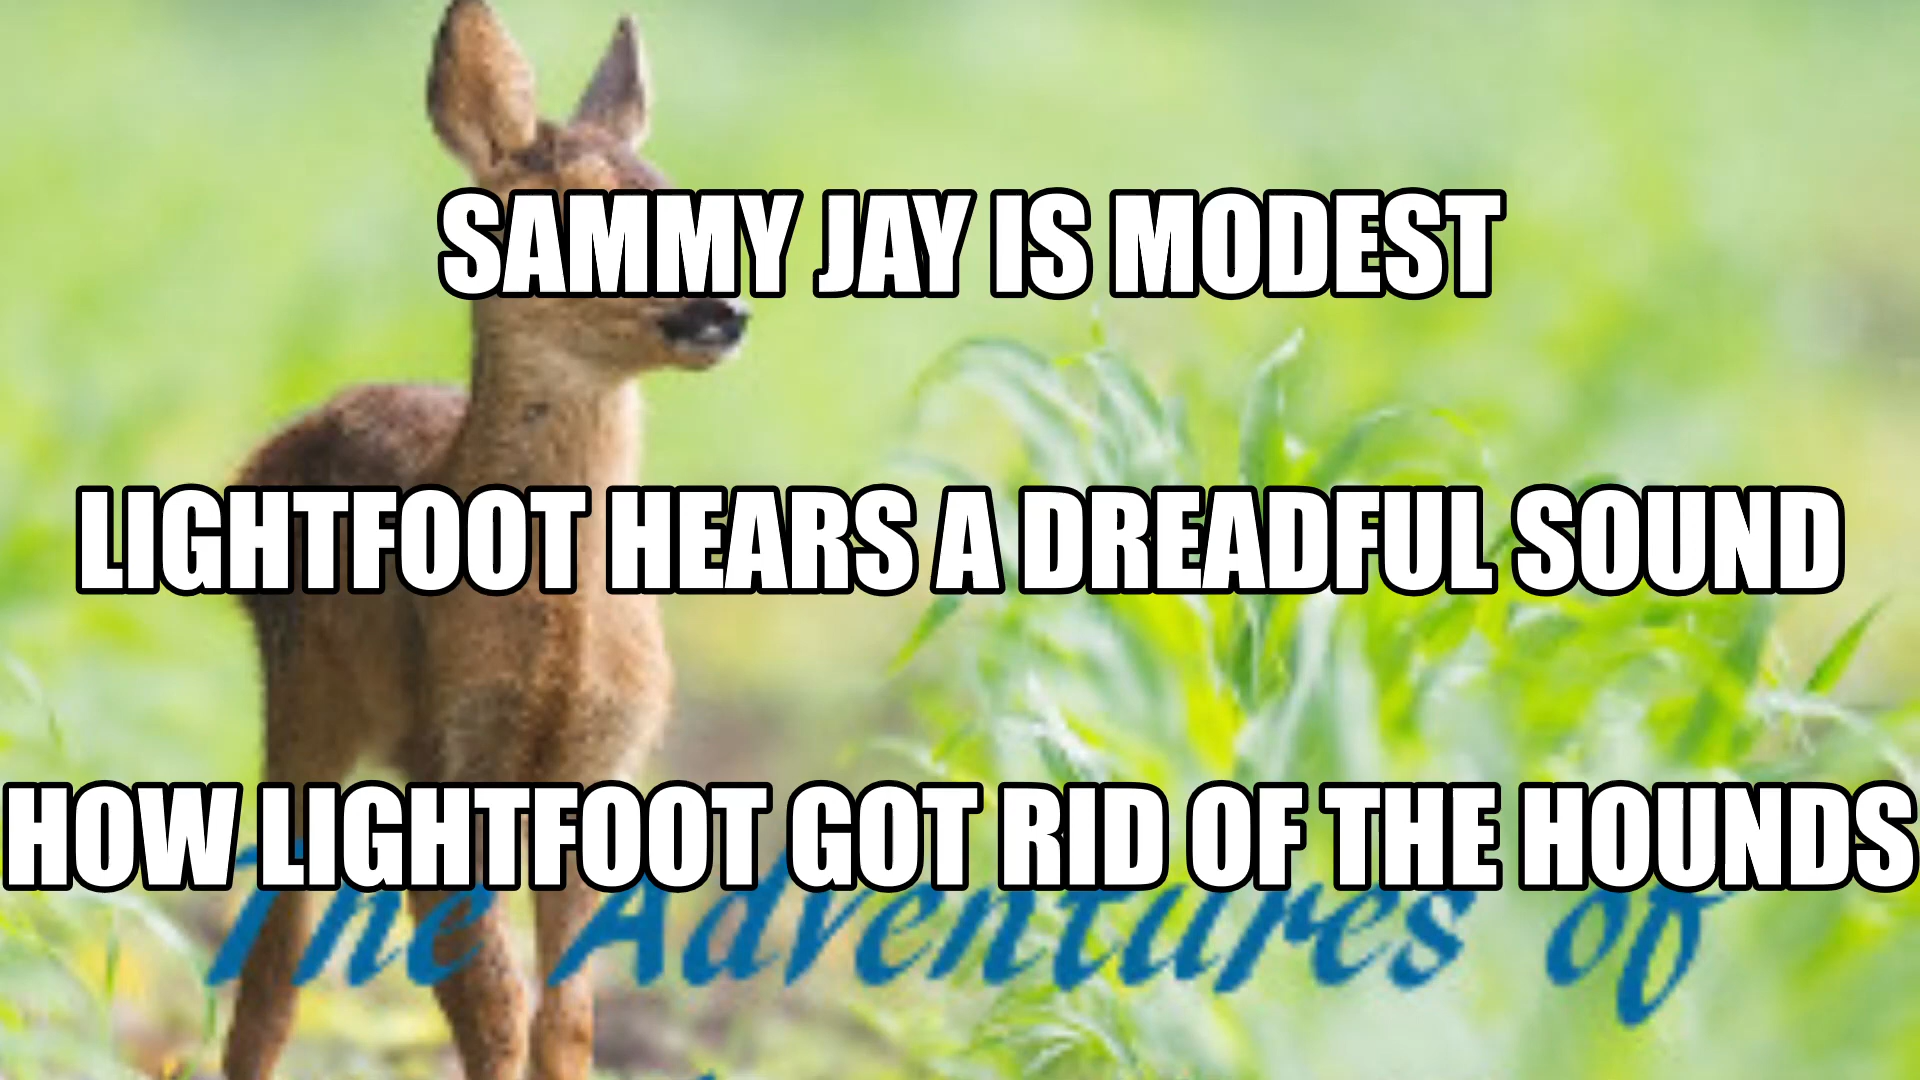 SAMMY JAY IS MODEST
LIGHTFOOT HEARS A DREADFUL SOUND
HOW LIGHTFOOT GOT RID OF THE HOUNDS
The Adventures of